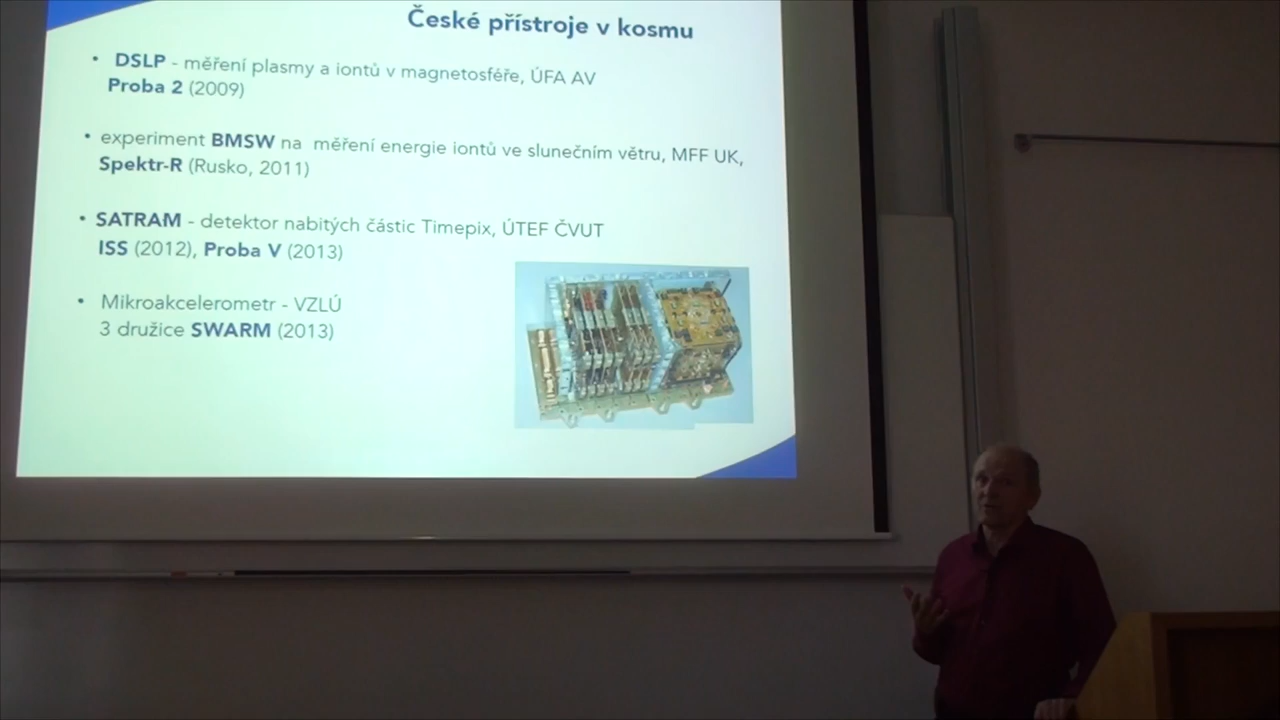 České přístroje v kosmu
• DSLP - měření plasmy a iontů v magnetosféře, ÚFA AV
Proba 2 (2009)
• experiment BMSW na měření energie iontů ve slunečním větru, MFF UK,
Spektr-R (Rusko, 2011)
• SATRAM - detektor nabitých částic Timepix, ÚTEF ČVUT
ISS (2012), Proba V (2013)
• Mikroakcelerometr - VZLÚ
3 družice SWARM (2013)